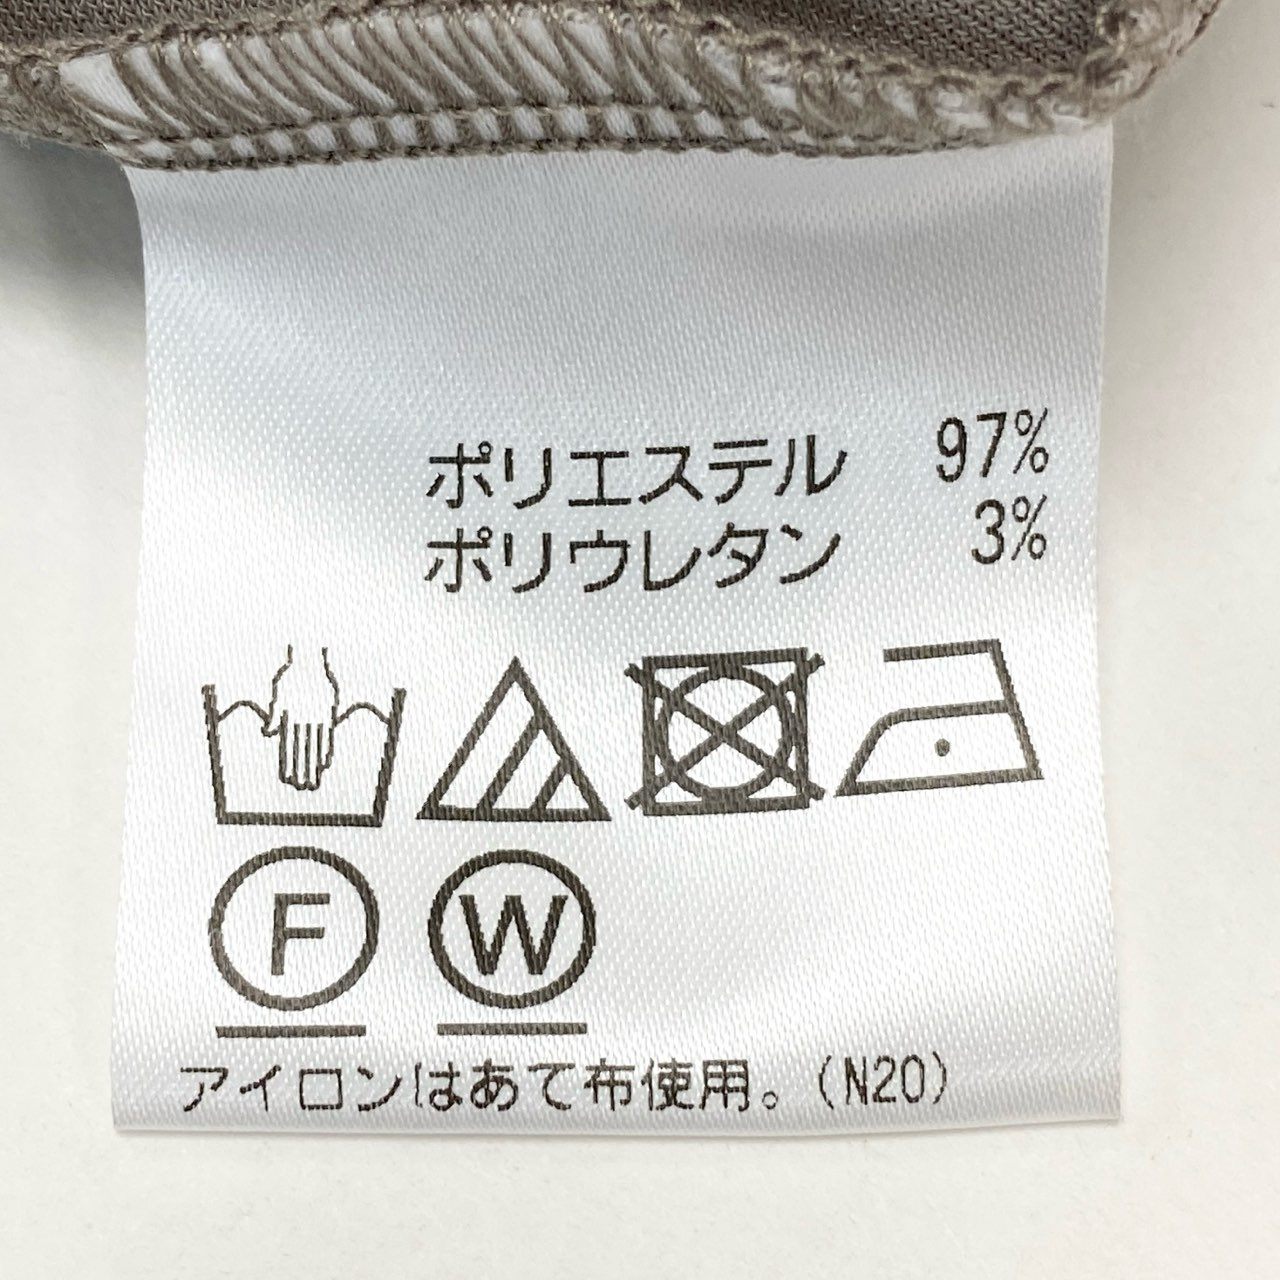 ポリエステル 97%
ポリウレタン 3%
F W
アイロンはあて布使用。(N20)